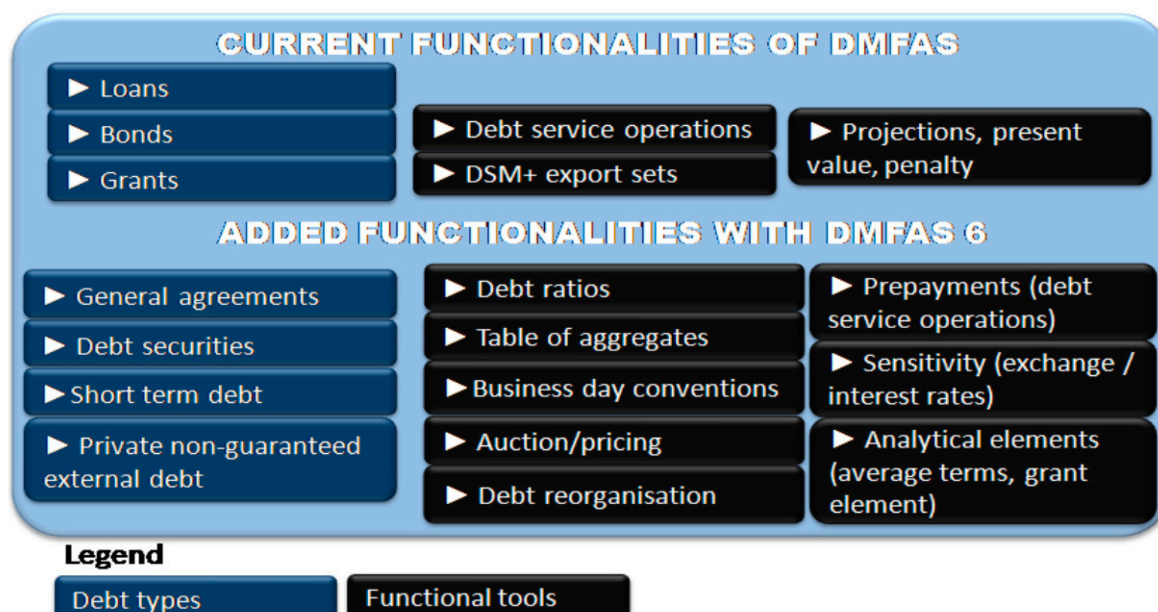 CURRENT FUNCTIONALITIES OF DMFAS
► Loans
► Bonds
► Grants
► Debt service operations
► DSM+ export sets
► Projections, present
value, penalty
ADDED FUNCTIONALITIES WITH DMFAS 6
► General agreements
► Debt securities
►Short term debt
► Private non-guaranteed
external debt
► Debt ratios
► Table of aggregates
►Business day conventions
► Auction/pricing
► Debt reorganisation
► Prepayments (debt
service operations)
► Sensitivity (exchange /
interest rates)
► Analytical elements
(average terms, grant
element)
Legend
Debt types
Functional tools